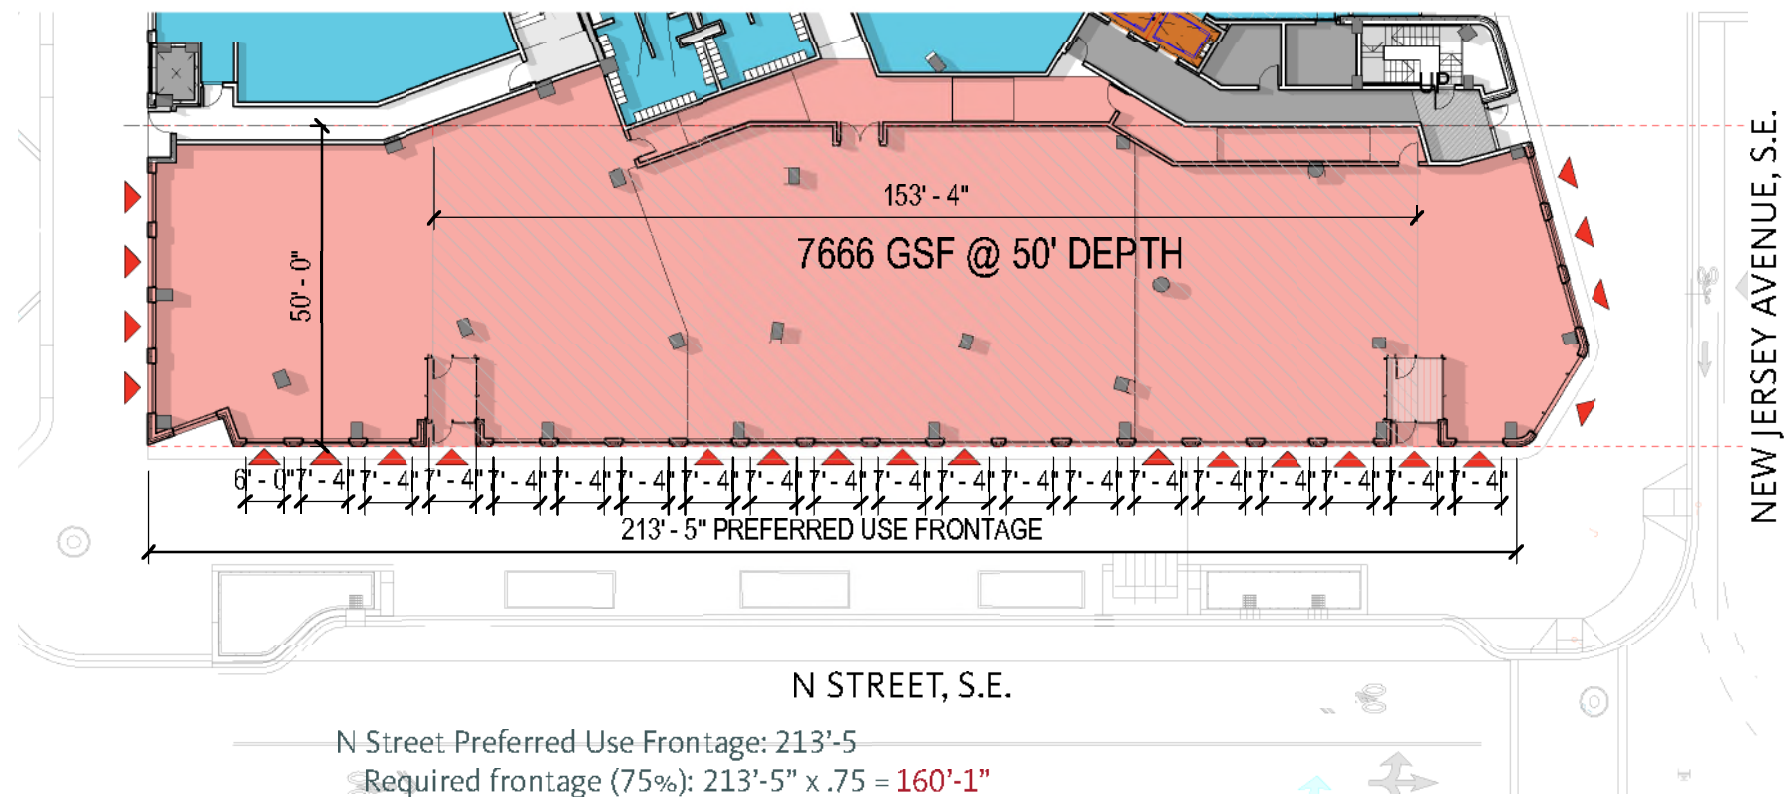 UP
153' - 4"
7666 GSF @ 50' DEPTH
50' - 0"
NEW JERSEY AVENUE, S.E.
6' - 0" 7' - 4" 7' - 4" 7' - 4" 7' - 4" 7' - 4" 7' - 4" 7' - 4" 7' - 4" 7' - 4" 7' - 4" 7' - 4" 7' - 4" 7' - 4" 7' - 4" 7' - 4" 7' - 4" 7' - 4" 7' - 4" 7' - 4"
213' - 5" PREFERRED USE FRONTAGE
N STREET, S.E.
N Street Preferred Use Frontage: 213’-5
Required frontage (75%): 213’-5” x .75 = 160’-1”